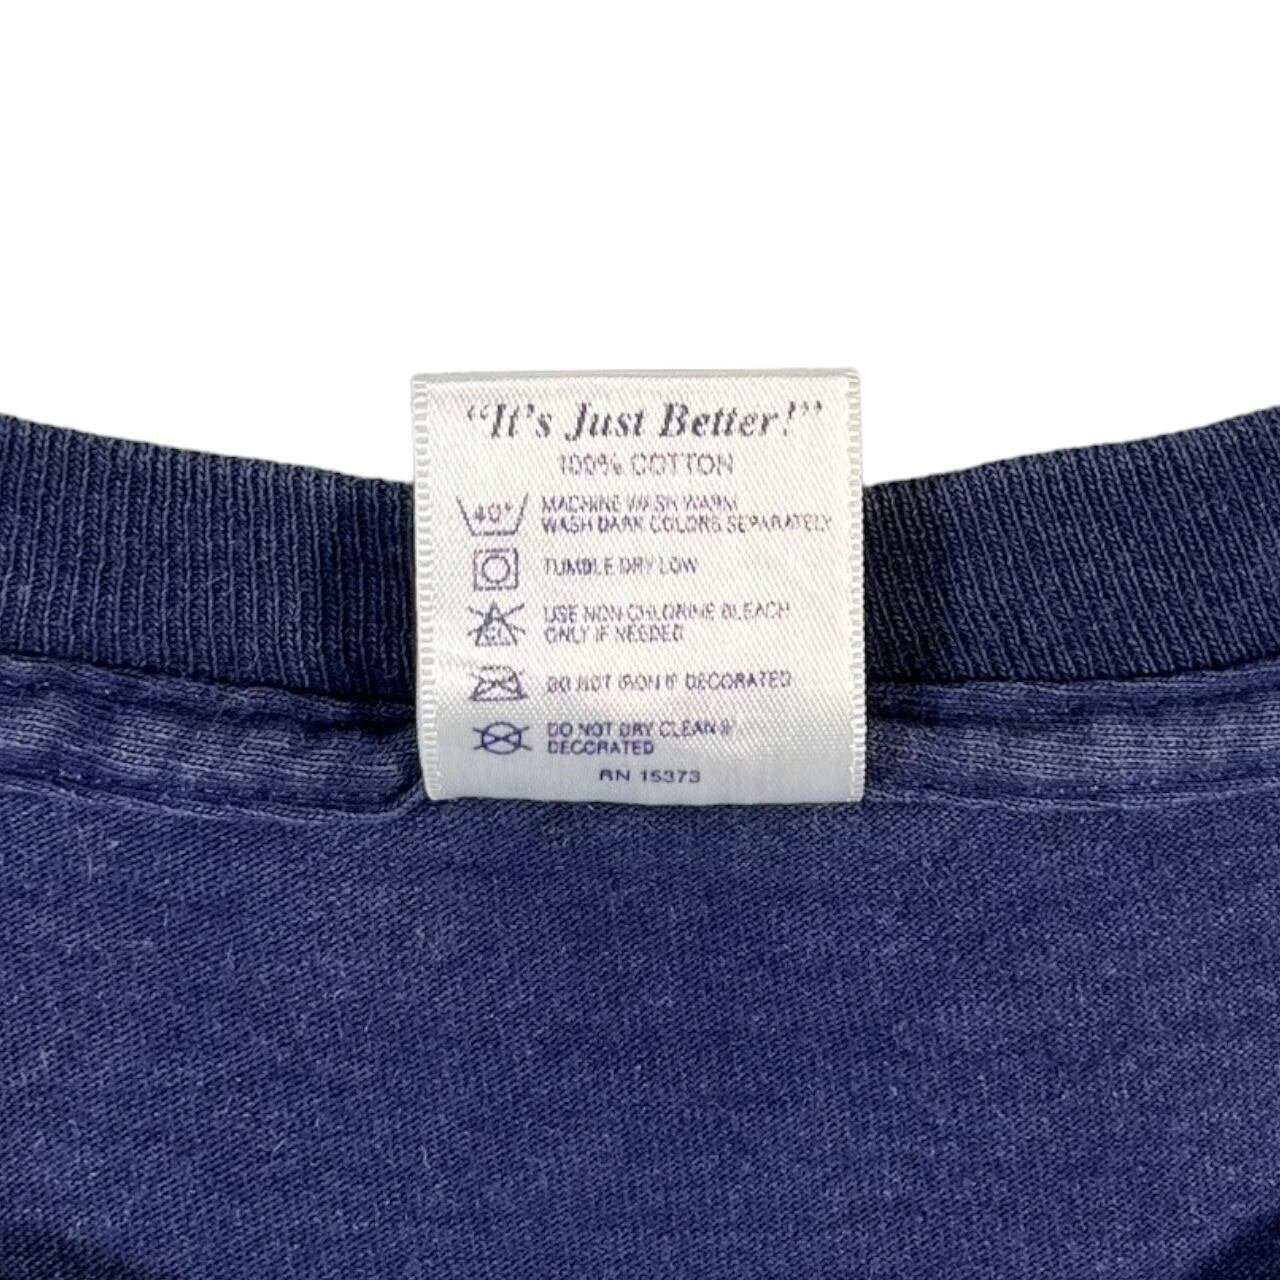 “It’s Just Better!”
100% COTTON
40° MACHINE WASH WARM
WASH DARK COLORS SEPARATELY
TUMBLE DRY LOW
CL USE NON-CHLORINE BLEACH
ONLY IF NEEDED
DO NOT IRON IF DECORATED
DO NOT DRY CLEAN IF
DECORATED
RN 15373